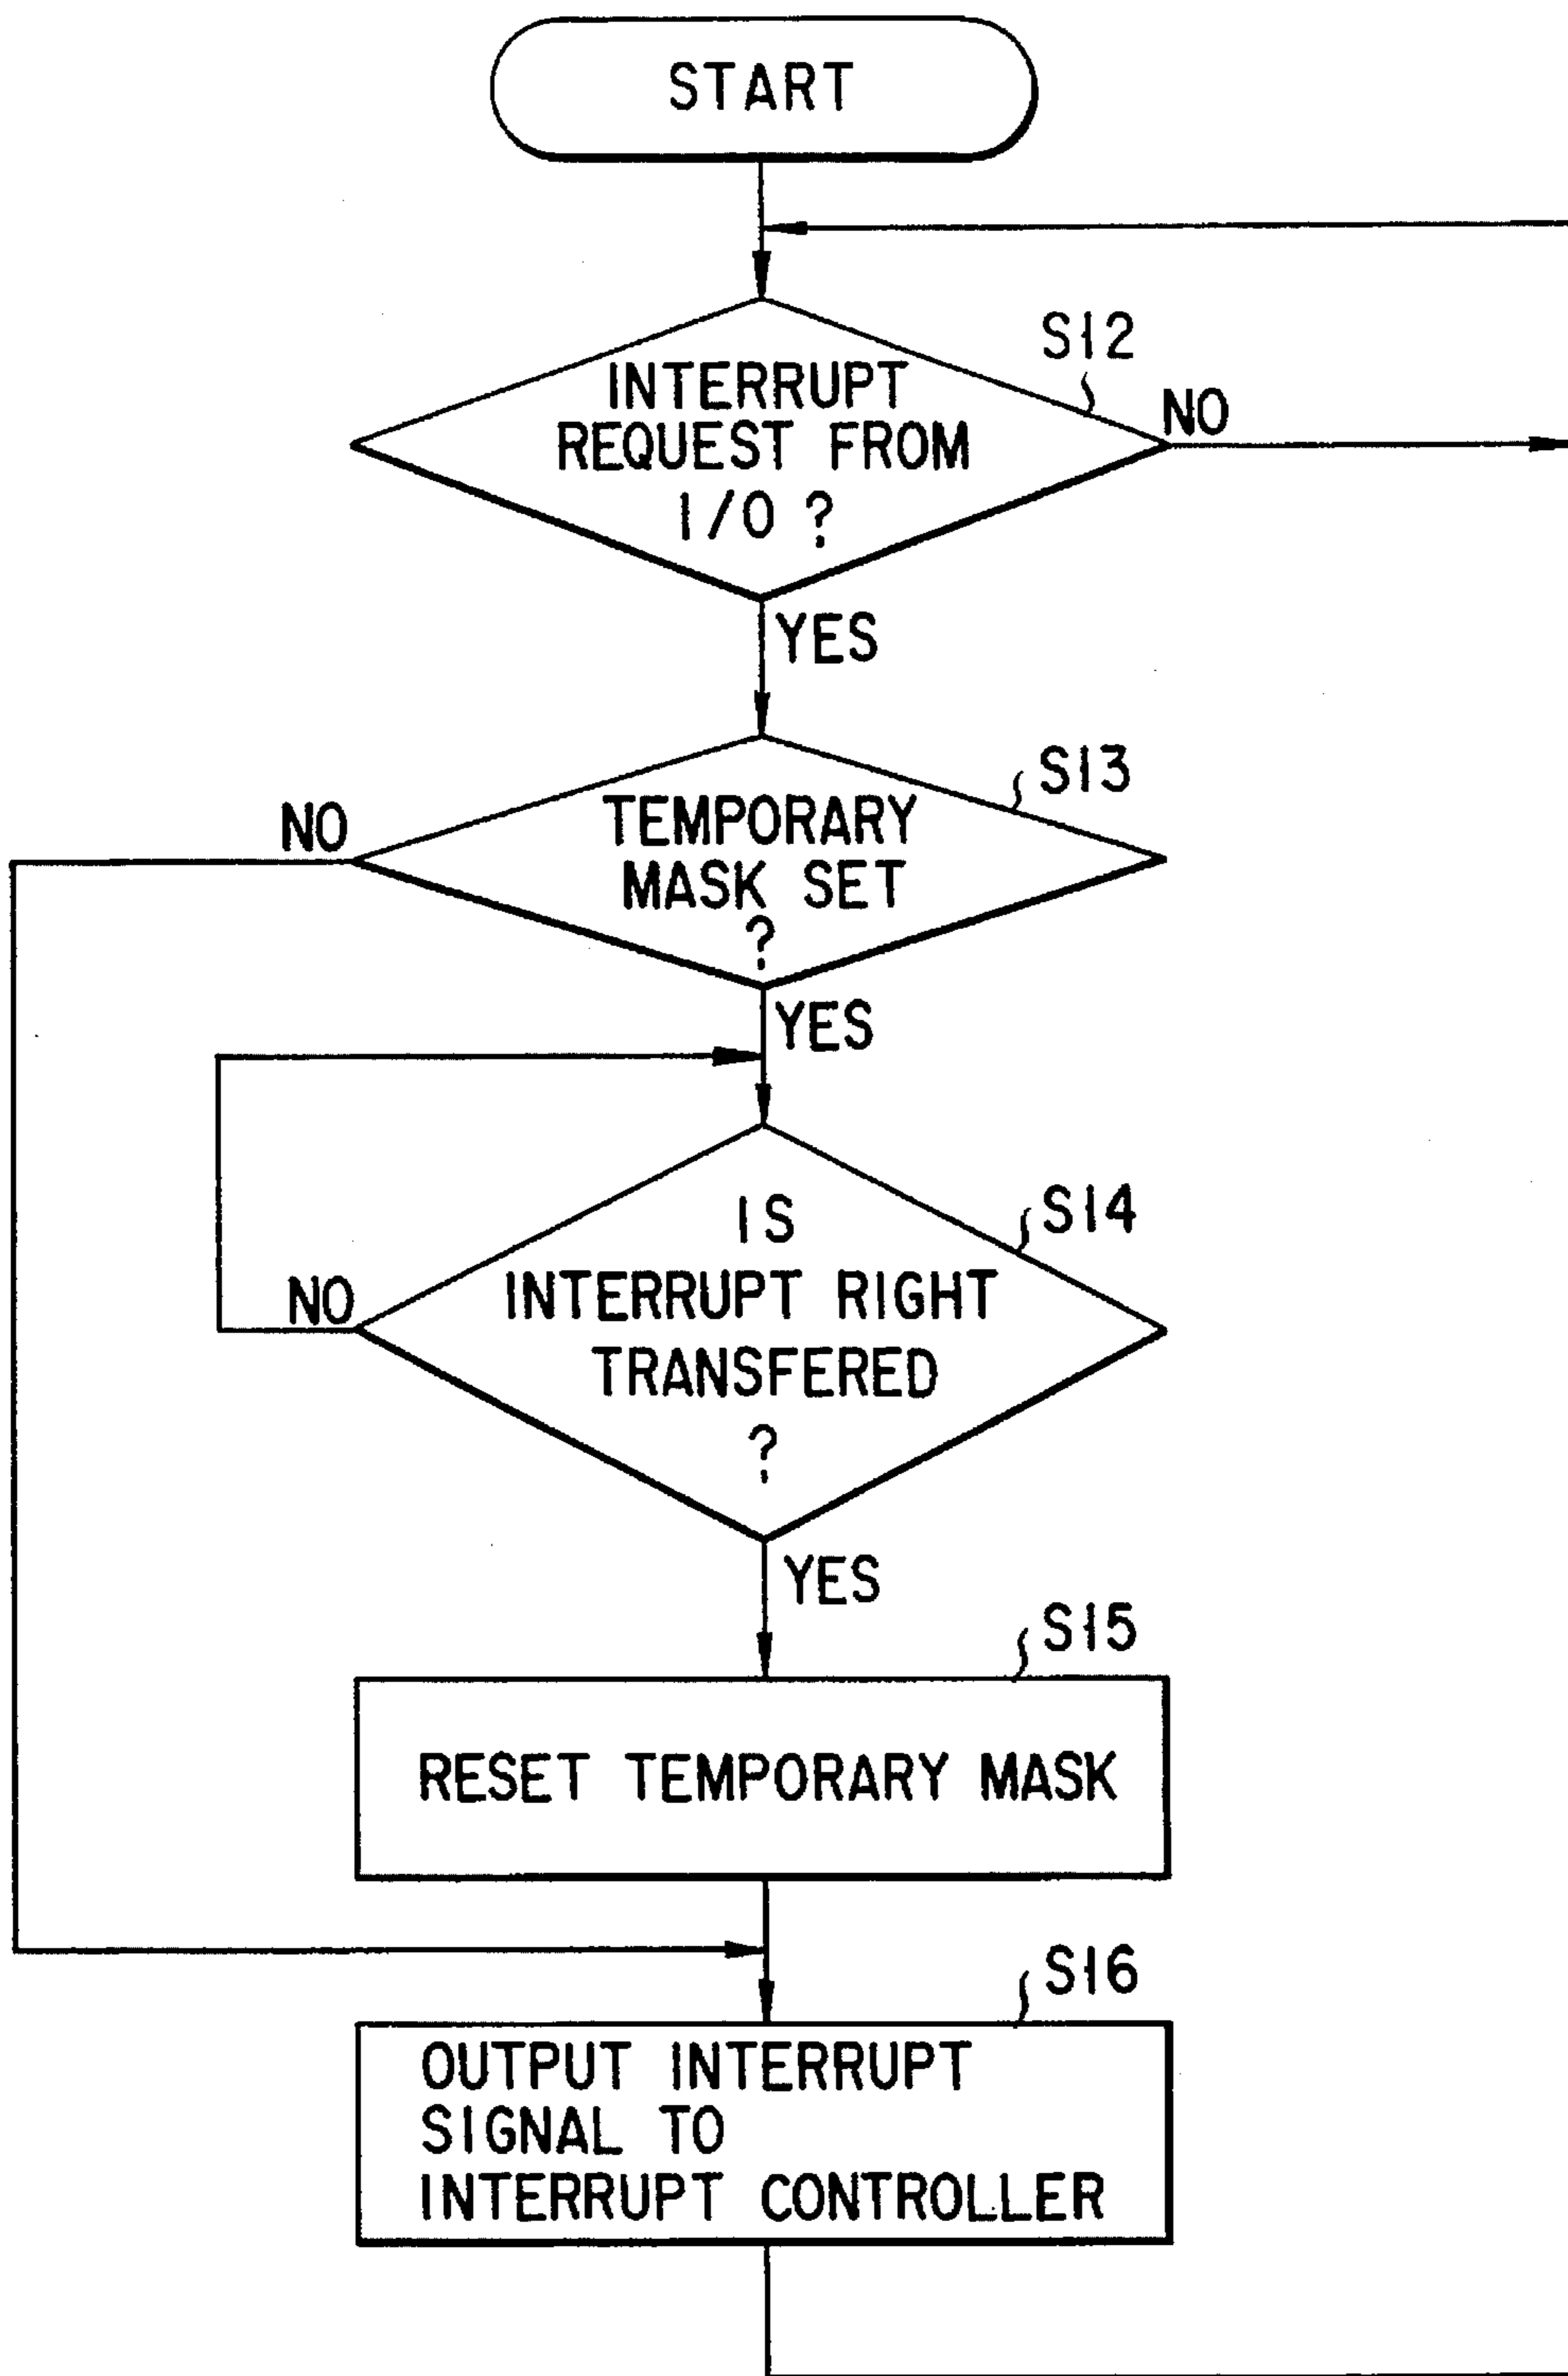 START
S12
INTERRUPT
REQUEST FROM
I/O ?
NO
YES
S13
NO
TEMPORARY
MASK SET
?
YES
S14
IS
INTERRUPT RIGHT
TRANSFERED
?
NO
YES
S15
RESET TEMPORARY MASK
S16
OUTPUT INTERRUPT
SIGNAL TO
INTERRUPT CONTROLLER